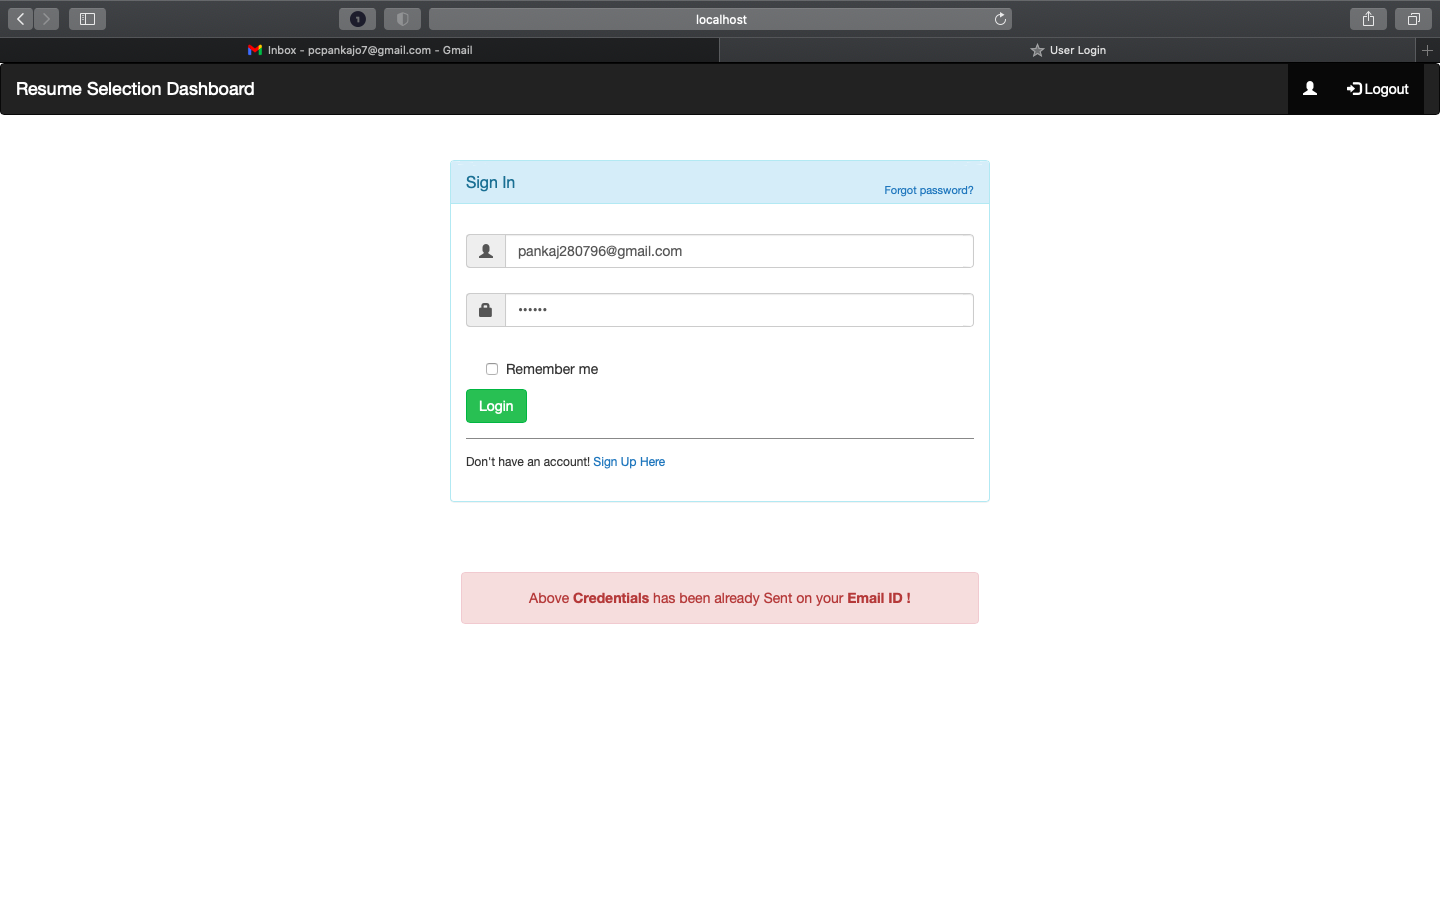 localhost
Inbox - pcpankajo7@gmail.com - Gmail
User Login
Resume Selection Dashboard
Logout
Sign In
Forgot password?
pankaj280796@gmail.com
••••••
Remember me
Login
Don't have an account! Sign Up Here
Above Credentials has been already Sent on your Email ID !